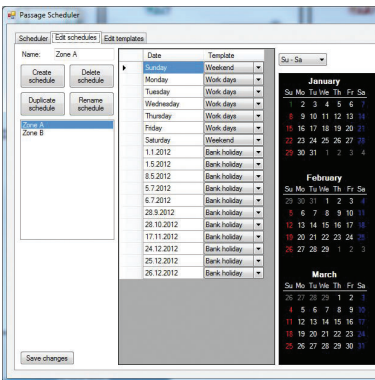 Passage Scheduler
Scheduler Edit schedules Edit templates
Name: Zone A
Create schedule
Delete schedule
Duplicate schedule
Rename schedule
Zone A
Zone B
Save changes
Date Template
Sunday Weekend
Monday Work days
Tuesday Work days
Wednesday Work days
Thursday Work days
Friday Work days
Saturday Weekend
1.1.2012 Bank holiday
1.5.2012 Bank holiday
8.5.2012 Bank holiday
5.7.2012 Bank holiday
6.7.2012 Bank holiday
28.9.2012 Bank holiday
28.10.2012 Bank holiday
17.11.2012 Bank holiday
24.12.2012 Bank holiday
25.12.2012 Bank holiday
26.12.2012 Bank holiday
Su - Sa
January
Su Mo Tu We Th Fr Sa
1 2 3 4 5 6 7
8 9 10 11 12 13 14
15 16 17 18 19 20 21
22 23 24 25 26 27 28
29 30 31 1 2 3 4
February
Su Mo Tu We Th Fr Sa
29 30 31 1 2 3 4
5 6 7 8 9 10 11
12 13 14 15 16 17 18
19 20 21 22 23 24 25
26 27 28 29 1 2 3
March
Su Mo Tu We Th Fr Sa
26 27 28 29 1 2 3
4 5 6 7 8 9 10
11 12 13 14 15 16 17
18 19 20 21 22 23 24
25 26 27 28 29 30 31